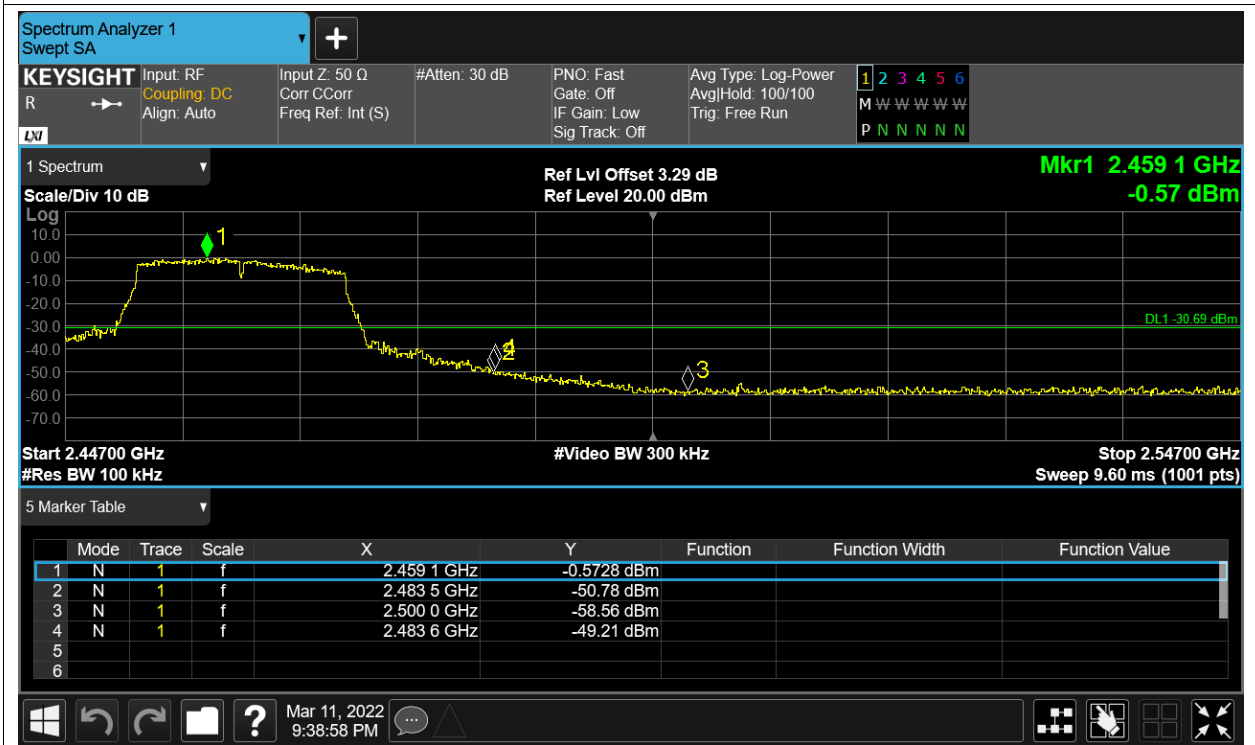 Spectrum Analyzer 1
Swept SA
+
KEYSIGHT
R
LXI
Input: RF
Coupling: DC
Align: Auto
Input Z: 50 Ω
Corr CCorr
Freq Ref: Int (S)
#Atten: 30 dB
PNO: Fast
Gate: Off
IF Gain: Low
Sig Track: Off
Avg Type: Log-Power
Avg|Hold: 100/100
Trig: Free Run
1 2 3 4 5 6
M W W W W W
P N N N N N
1 Spectrum
Scale/Div 10 dB
Ref Lvl Offset 3.29 dB
Ref Level 20.00 dBm
Mkr1 2.459 1 GHz
-0.57 dBm
Log
10.0
0.00
-10.0
-20.0
-30.0
-40.0
-50.0
-60.0
-70.0
1
2
4
3
DL1 -30.69 dBm
Start 2.44700 GHz
#Video BW 300 kHz
Stop 2.54700 GHz
#Res BW 100 kHz
Sweep 9.60 ms (1001 pts)
5 Marker Table
Mode Trace Scale X Y Function Function Width Function Value
1 N 1 f 2.459 1 GHz -0.5728 dBm
2 N 1 f 2.483 5 GHz -50.78 dBm
3 N 1 f 2.500 0 GHz -58.56 dBm
4 N 1 f 2.483 6 GHz -49.21 dBm
5
6
?
Mar 11, 2022
9:38:58 PM